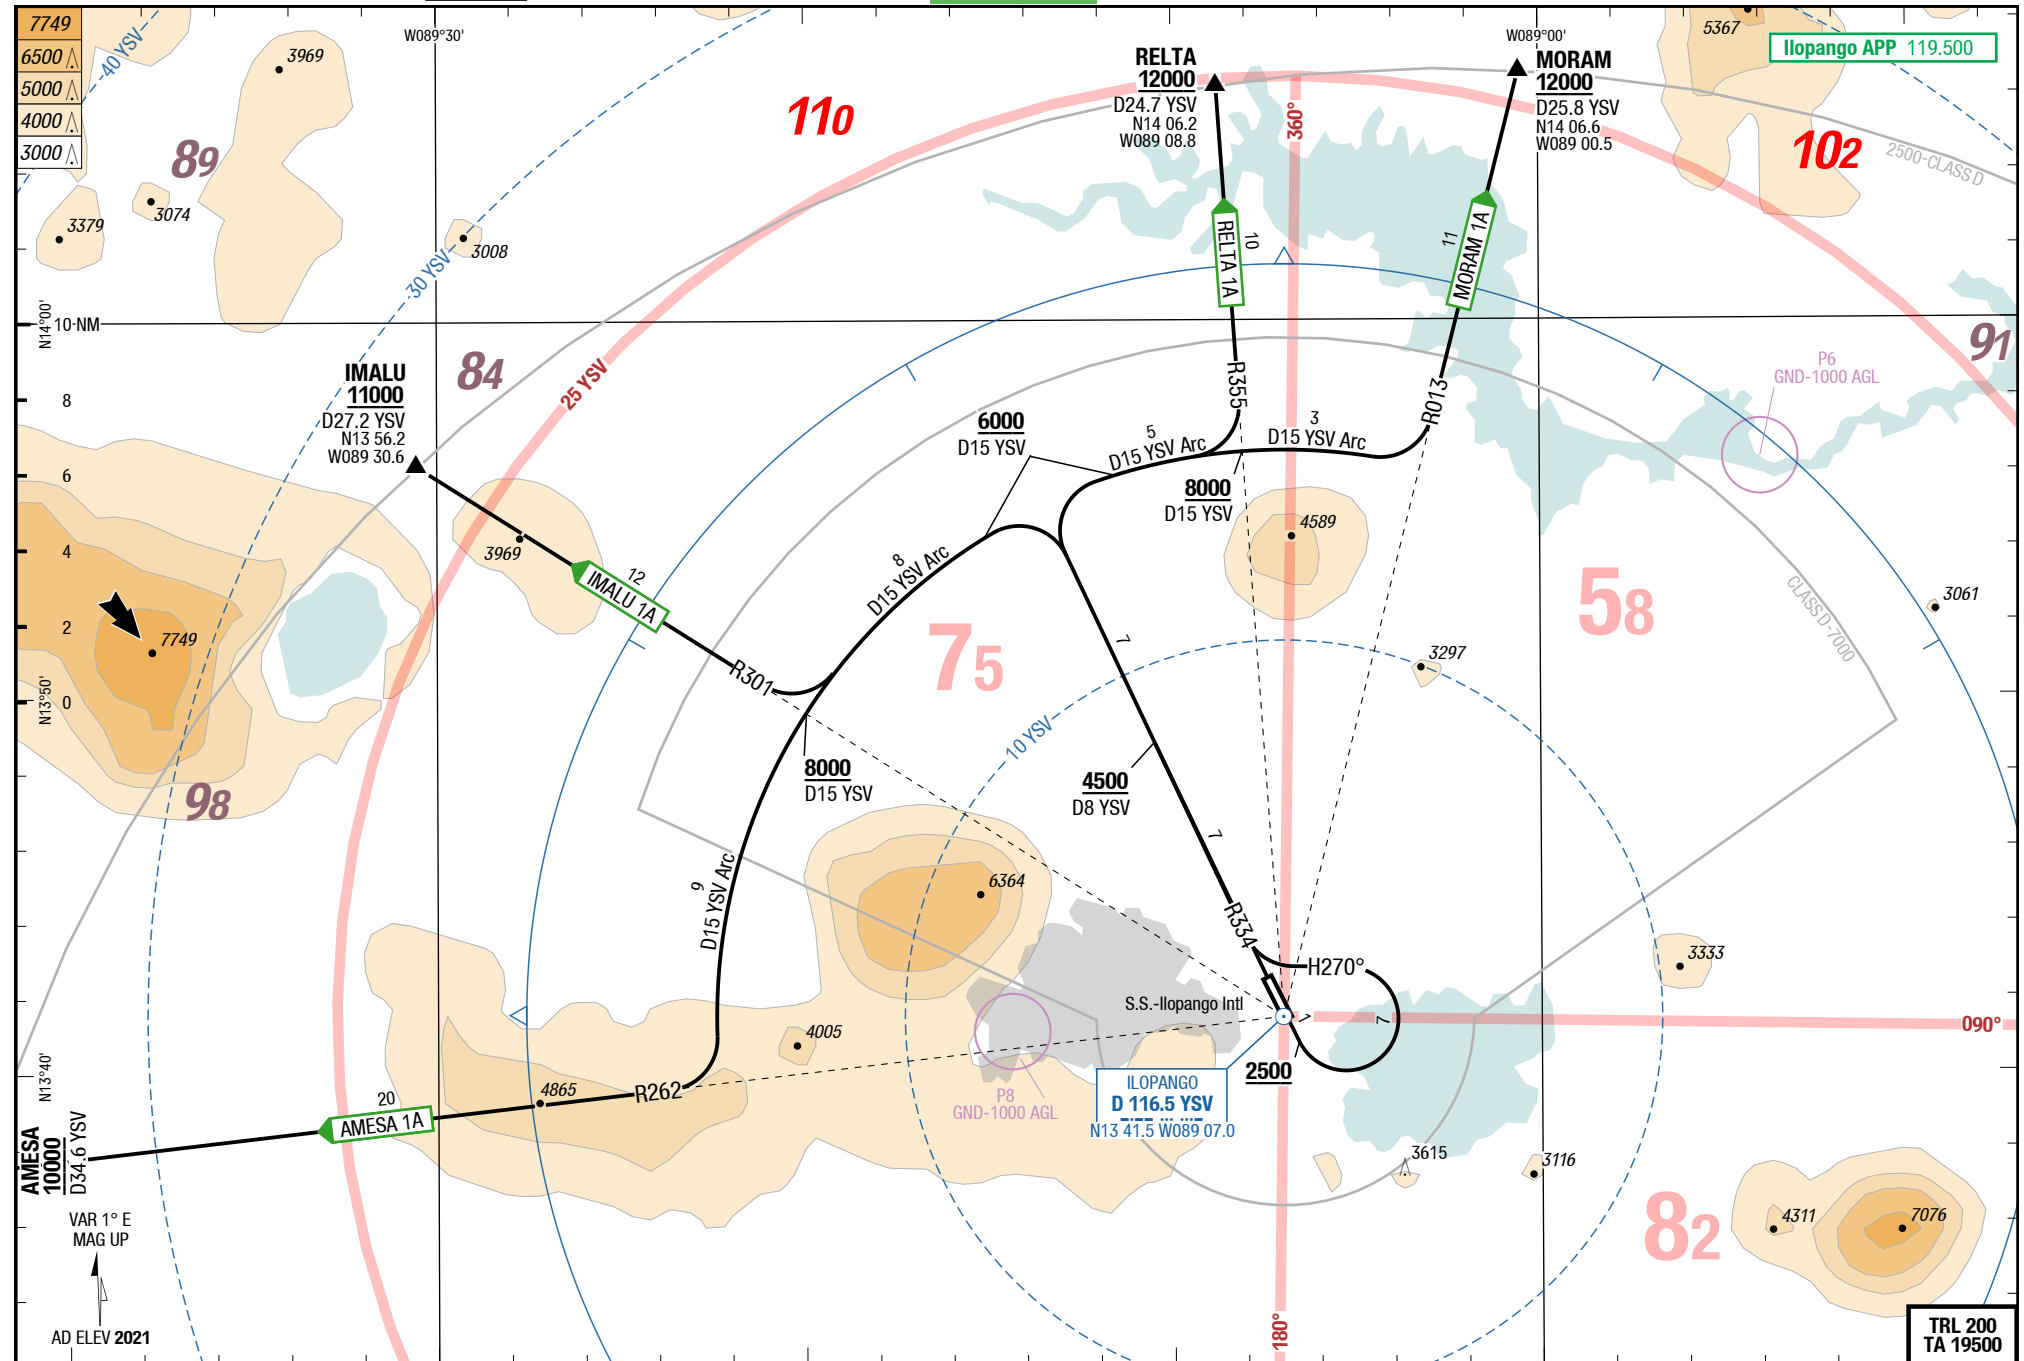 7749
6500
5000
4000
3000
40 YSV
3969
W089°30'
W089°00'
5367
Ilopango APP 119.500
RELTA
12000
D24.7 YSV
N14 06.2
W089 08.8
MORAM
12000
D25.8 YSV
N14 06.6
W089 00.5
110
102
89
360°
2500-CLASS D
3379
3074
3008
30 YSV
RELTA 1A
10
MORAM 1A
11
N14°00'
10 NM
8
6
4
2
0
84
91
25 YSV
IMALU
11000
D27.2 YSV
N13 56.2
W089 30.6
P6
GND-1000 AGL
R355
R013
6000
D15 YSV
5
D15 YSV Arc
3
D15 YSV Arc
8000
D15 YSV
4589
3969
12
IMALU 1A
8
D15 YSV Arc
58
75
CLASS D-7000
3061
7749
7
3297
R301
N13°50'
10 YSV
98
8000
D15 YSV
4500
D8 YSV
7
9
D15 YSV Arc
6364
R334
H270°
3333
S.S.-Ilopango Intl
7
090°
4005
2500
N13°40'
4865
R262
20
AMESA 1A
P8
GND-1000 AGL
ILOPANGO
D 116.5 YSV
N13 41.5 W089 07.0
AMESA
10000
D34.6 YSV
3615
3116
VAR 1° E
MAG UP
82
4311
7076
180°
AD ELEV 2021
TRL 200
TA 19500